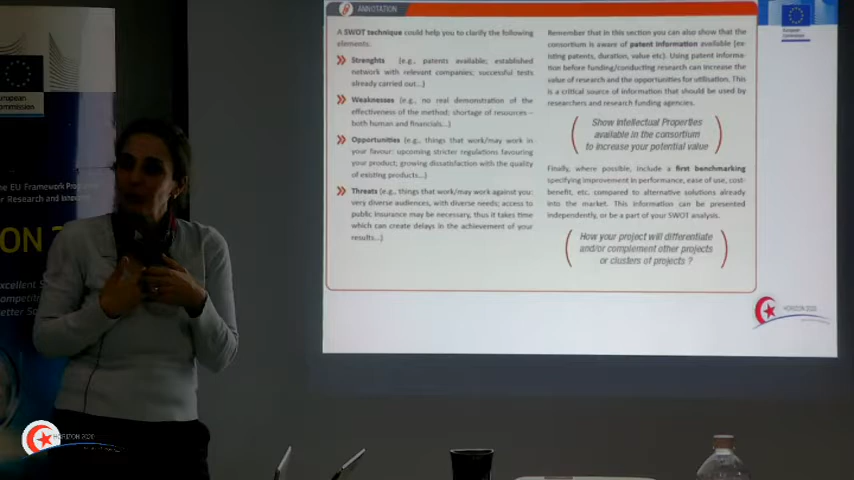 ANNOTATION
A SWOT technique could help you to clarify the following
elements.
Strenghts (e.g., patents available; established
network with relevant companies; successful tests
already carried out...)
Weaknesses (e.g., no real demonstration of the
effectiveness of the method; shortage of resources –
both human and financials...)
Opportunities (e.g., things that work/may work in
your favour: upcoming stricter regulations favouring
your product; growing dissatisfaction with the quality
of existing products...)
Threats (e.g., things that work/may work against you:
very diverse audiences, with diverse needs; access to
public insurance may be necessary, thus it takes time
which can create delays in the achievement of your
results...)
Remember that in this section you can also show that the
consortium is aware of patent information available (ex-
isting patents, duration, value etc). Using patent informa-
tion before funding/conducting research can increase the
value of research and the opportunities for utilisation. This
is a critical source of information that should be used by
researchers and research funding agencies.
Show Intellectual Properties
available in the consortium
to increase your potential value
Finally, where possible, include a first benchmarking
specifying improvement in performance, ease of use, cost-
benefit, etc. compared to alternative solutions already
into the market. This information can be presented
independently, or be a part of your SWOT analysis.
How your project will differentiate
and/or complement other projects
or clusters of projects ?
HORIZON 2020
European
Commission
European
Commission
he EU Framework Pro
or Research and Innov
ON 2
xcellent S
ompetiti
etter So
HORIZON 2020